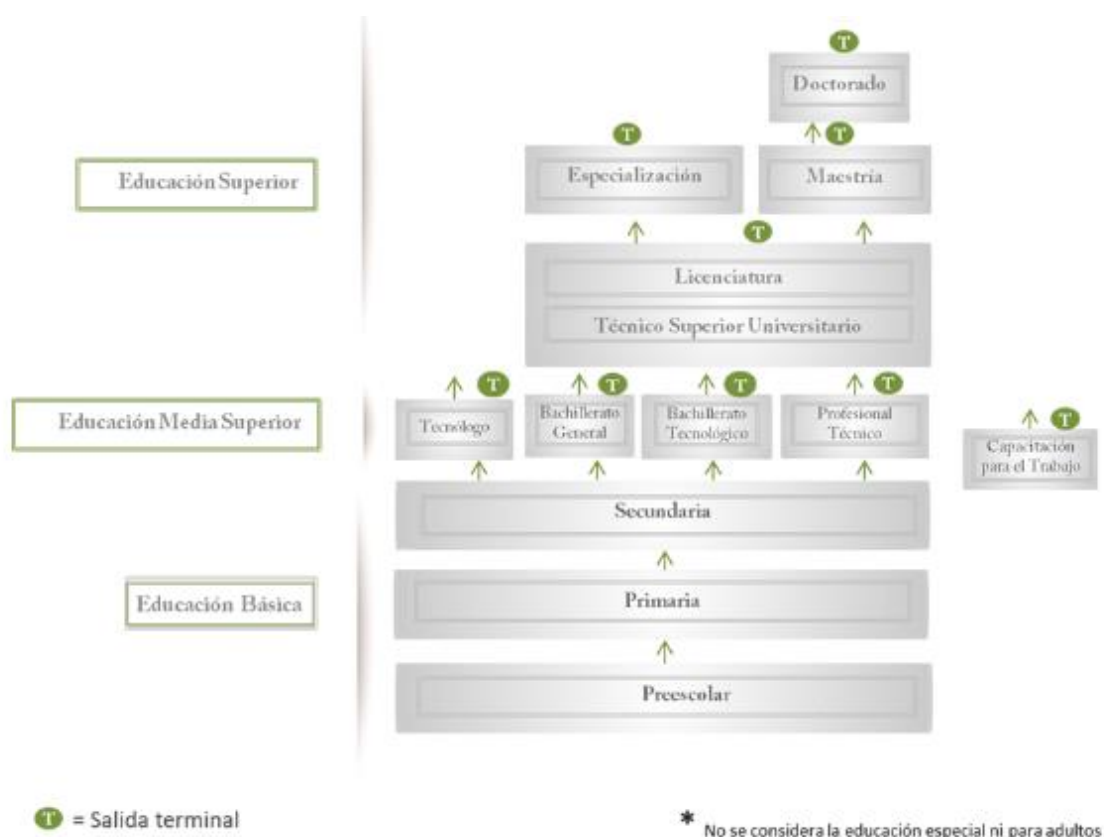 T
Doctorado
T
T
Educación Superior
Especialización
Maestría
T
Licenciatura
Técnico Superior Universitario
T
T
T
T
Educación Media Superior
Tecnólogo
Bachillerato
General
Bachillerato
Tecnológico
Profesional
Técnico
T
Capacitación
para el Trabajo
Secundaria
Educación Básica
Primaria
Preescolar
T = Salida terminal
* No se considera la educación especial ni para adultos